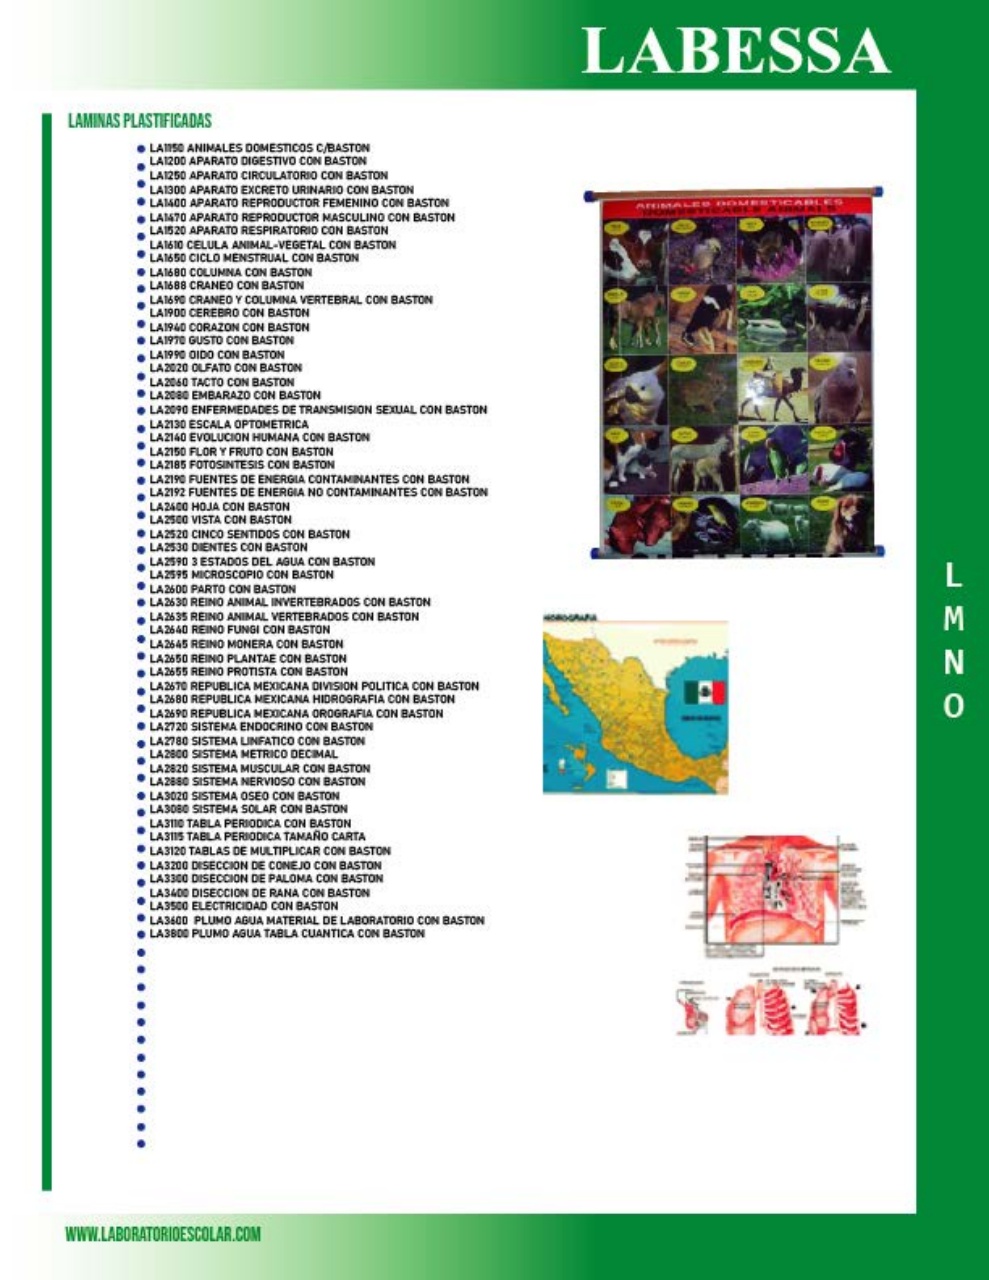 LABESSA
LAMINAS PLASTIFICADAS
LA1150 ANIMALES DOMESTICOS C/BASTON
LA1200 APARATO DIGESTIVO CON BASTON
LA1250 APARATO CIRCULATORIO CON BASTON
LA1300 APARATO EXCRETO URINARIO CON BASTON
LA1400 APARATO REPRODUCTOR FEMENINO CON BASTON
LA1470 APARATO REPRODUCTOR MASCULINO CON BASTON
LA1520 APARATO RESPIRATORIO CON BASTON
LA1610 CELULA ANIMAL-VEGETAL CON BASTON
LA1650 CICLO MENSTRUAL CON BASTON
LA1680 COLUMNA CON BASTON
LA1688 CRANEO CON BASTON
LA1690 CRANEO Y COLUMNA VERTEBRAL CON BASTON
LA1900 CEREBRO CON BASTON
LA1940 CORAZON CON BASTON
LA1970 GUSTO CON BASTON
LA1990 OIDO CON BASTON
LA2020 OLFATO CON BASTON
LA2060 TACTO CON BASTON
LA2080 EMBARAZO CON BASTON
LA2090 ENFERMEDADES DE TRANSMISION SEXUAL CON BASTON
LA2130 ESCALA OPTOMETRICA
LA2140 EVOLUCION HUMANA CON BASTON
LA2150 FLOR Y FRUTO CON BASTON
LA2185 FOTOSINTESIS CON BASTON
LA2190 FUENTES DE ENERGIA CONTAMINANTES CON BASTON
LA2192 FUENTES DE ENERGIA NO CONTAMINANTES CON BASTON
LA2400 HOJA CON BASTON
LA2500 VISTA CON BASTON
LA2520 CINCO SENTIDOS CON BASTON
LA2530 DIENTES CON BASTON
LA2590 3 ESTADOS DEL AGUA CON BASTON
LA2595 MICROSCOPIO CON BASTON
LA2600 PARTO CON BASTON
LA2630 REINO ANIMAL INVERTEBRADOS CON BASTON
LA2635 REINO ANIMAL VERTEBRADOS CON BASTON
LA2640 REINO FUNGI CON BASTON
LA2645 REINO MONERA CON BASTON
LA2650 REINO PLANTAE CON BASTON
LA2655 REINO PROTISTA CON BASTON
LA2670 REPUBLICA MEXICANA DIVISION POLITICA CON BASTON
LA2680 REPUBLICA MEXICANA HIDROGRAFIA CON BASTON
LA2690 REPUBLICA MEXICANA OROGRAFIA CON BASTON
LA2720 SISTEMA ENDOCRINO CON BASTON
LA2780 SISTEMA LINFATICO CON BASTON
LA2800 SISTEMA METRICO DECIMAL
LA2820 SISTEMA MUSCULAR CON BASTON
LA2880 SISTEMA NERVIOSO CON BASTON
LA3020 SISTEMA OSEO CON BASTON
LA3080 SISTEMA SOLAR CON BASTON
LA3110 TABLA PERIODICA CON BASTON
LA3115 TABLA PERIODICA TAMAÑO CARTA
LA3120 TABLAS DE MULTIPLICAR CON BASTON
LA3200 DISECCION DE CONEJO CON BASTON
LA3300 DISECCION DE PALOMA CON BASTON
LA3400 DISECCION DE RANA CON BASTON
LA3500 ELECTRICIDAD CON BASTON
LA3600 PLUMO AGUA MATERIAL DE LABORATORIO CON BASTON
LA3800 PLUMO AGUA TABLA CUANTICA CON BASTON
ANIMALES DOMESTICABLES
HIDROGRAFIA
L
M
N
O
WWW.LABORATORIOESCOLAR.COM